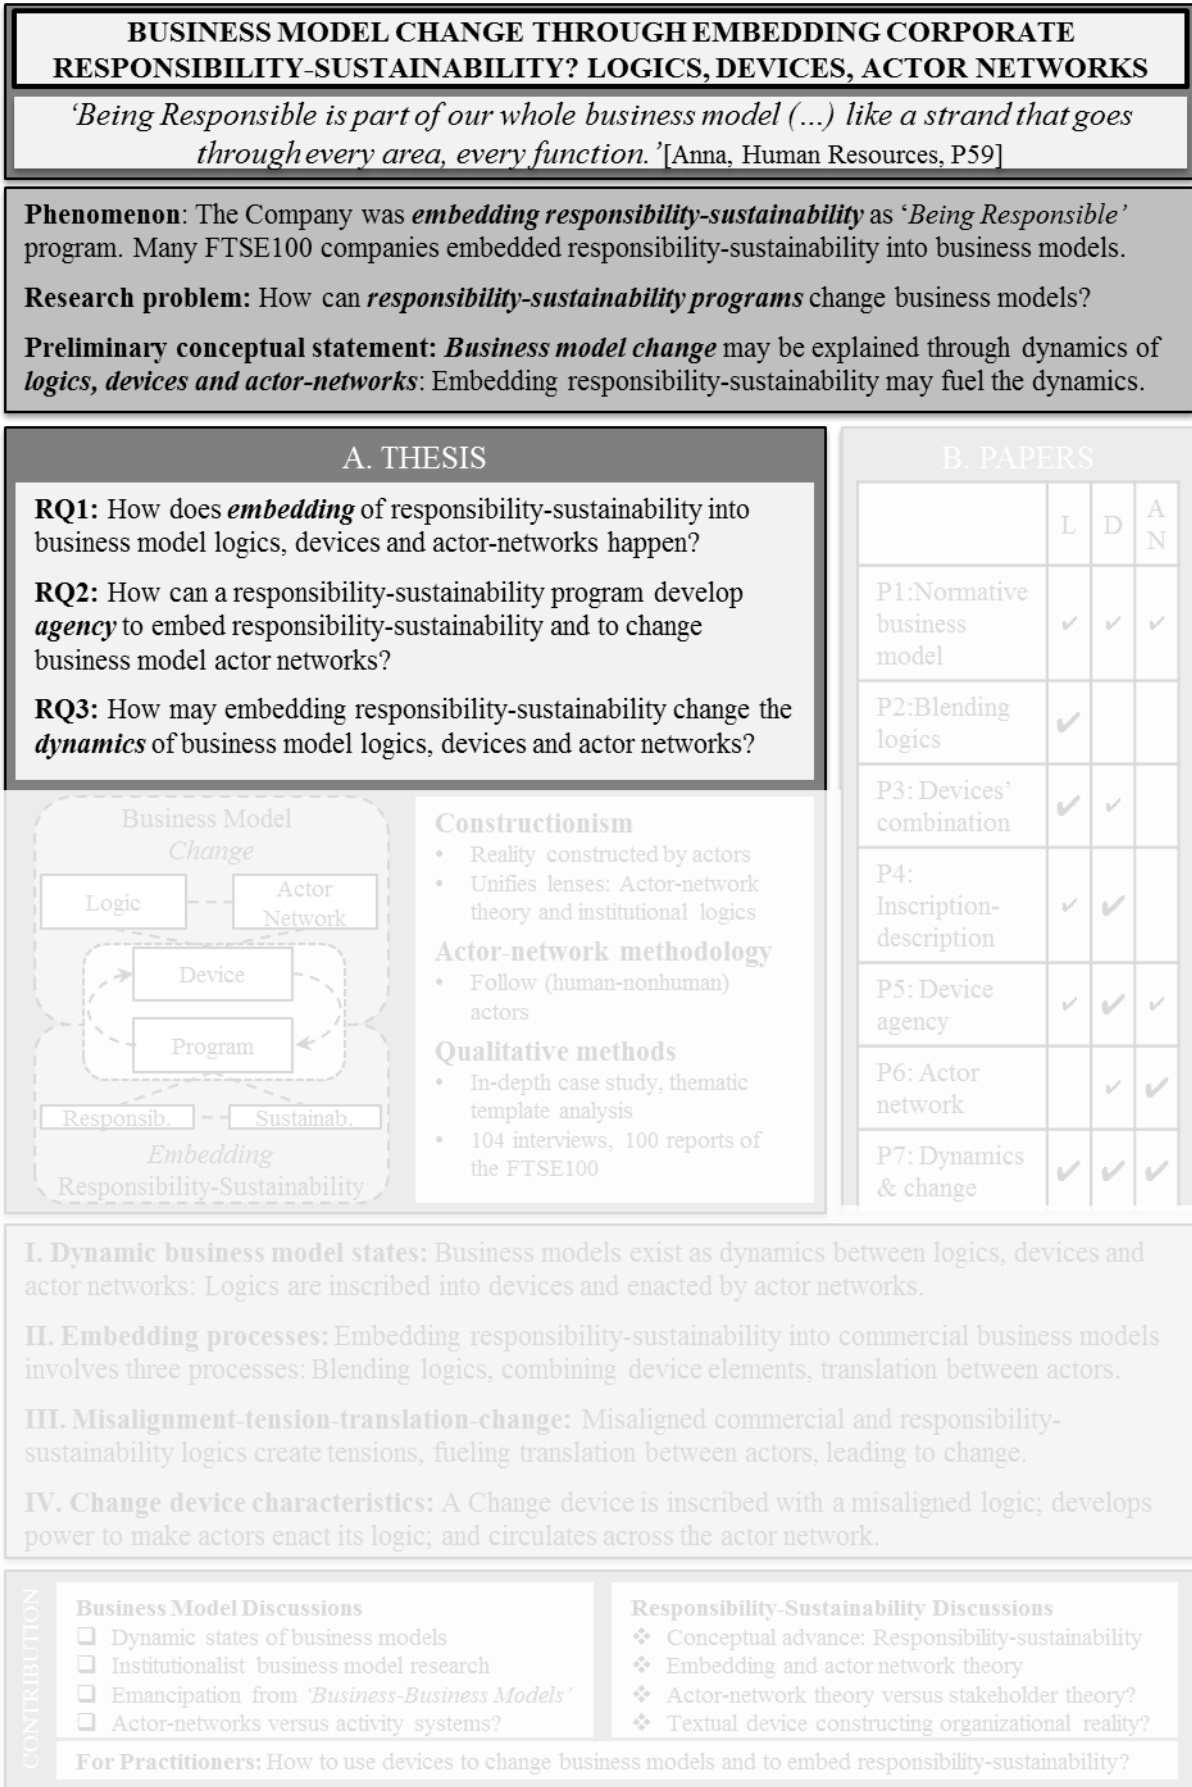 BUSINESS MODEL CHANGE THROUGH EMBEDDING CORPORATE
RESPONSIBILITY-SUSTAINABILITY? LOGICS, DEVICES, ACTOR NETWORKS
‘Being Responsible is part of our whole business model (…) like a strand that goes
through every area, every function.’ [Anna, Human Resources, P59]
Phenomenon: The Company was embedding responsibility-sustainability as ‘Being Responsible’
program. Many FTSE100 companies embedded responsibility-sustainability into business models.
Research problem: How can responsibility-sustainability programs change business models?
Preliminary conceptual statement: Business model change may be explained through dynamics of
logics, devices and actor-networks: Embedding responsibility-sustainability may fuel the dynamics.
A. THESIS
RQ1: How does embedding of responsibility-sustainability into
business model logics, devices and actor-networks happen?
RQ2: How can a responsibility-sustainability program develop
agency to embed responsibility-sustainability and to change
business model actor networks?
RQ3: How may embedding responsibility-sustainability change the
dynamics of business model logics, devices and actor networks?
Business Model
Change
Logic
Actor
Network
Device
Program
Responsib.
Sustainab.
Embedding
Responsibility-Sustainability
Constructionism
• Reality constructed by actors
• Unifies lenses: Actor-network
theory and institutional logics
Actor-network methodology
• Follow (human-nonhuman)
actors
Qualitative methods
• In-depth case study, thematic
template analysis
• 104 interviews, 100 reports of
the FTSE100
B. PAPERS
L D A
N
P1:Normative
business ✔ ✔ ✔
model
P2:Blending
logics ✔
P3: Devices’
combination ✔ ✔
P4:
Inscription- ✔ ✔
description
P5: Device
agency ✔ ✔ ✔
P6: Actor
network ✔ ✔
P7: Dynamics
& change ✔ ✔ ✔
I. Dynamic business model states: Business models exist as dynamics between logics, devices and
actor networks: Logics are inscribed into devices and enacted by actor networks.
II. Embedding processes: Embedding responsibility-sustainability into commercial business models
involves three processes: Blending logics, combining device elements, translation between actors.
III. Misalignment-tension-translation-change: Misaligned commercial and responsibility-
sustainability logics create tensions, fueling translation between actors, leading to change.
IV. Change device characteristics: A Change device is inscribed with a misaligned logic; develops
power to make actors enact its logic; and circulates across the actor network.
CONTRIBUTION
Business Model Discussions
❑ Dynamic states of business models
❑ Institutionalist business model research
❑ Emancipation from ‘Business-Business Models’
❑ Actor-networks versus activity systems?
Responsibility-Sustainability Discussions
❖ Conceptual advance: Responsibility-sustainability
❖ Embedding and actor network theory
❖ Actor-network theory versus stakeholder theory?
❖ Textual device constructing organizational reality?
For Practitioners: How to use devices to change business models and to embed responsibility-sustainability?